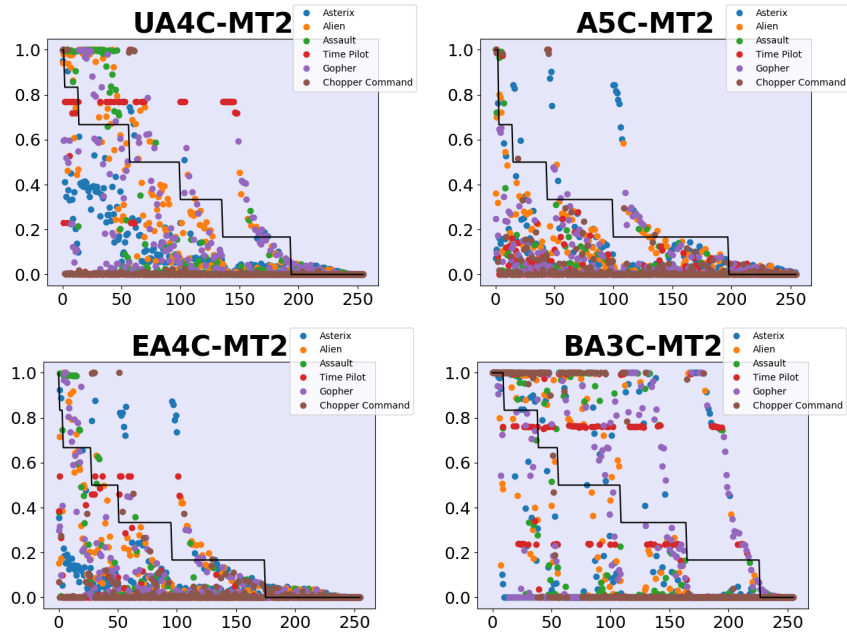 UA4C-MT2
Asterix
Alien
Assault
Time Pilot
Gopher
Chopper Command
1.0
0.8
0.6
0.4
0.2
0.0
0 50 100 150 200 250
A5C-MT2
Asterix
Alien
Assault
Time Pilot
Gopher
Chopper Command
1.0
0.8
0.6
0.4
0.2
0.0
0 50 100 150 200 250
EA4C-MT2
Asterix
Alien
Assault
Time Pilot
Gopher
Chopper Command
1.0
0.8
0.6
0.4
0.2
0.0
0 50 100 150 200 250
BA3C-MT2
Asterix
Alien
Assault
Time Pilot
Gopher
Chopper Command
1.0
0.8
0.6
0.4
0.2
0.0
0 50 100 150 200 250